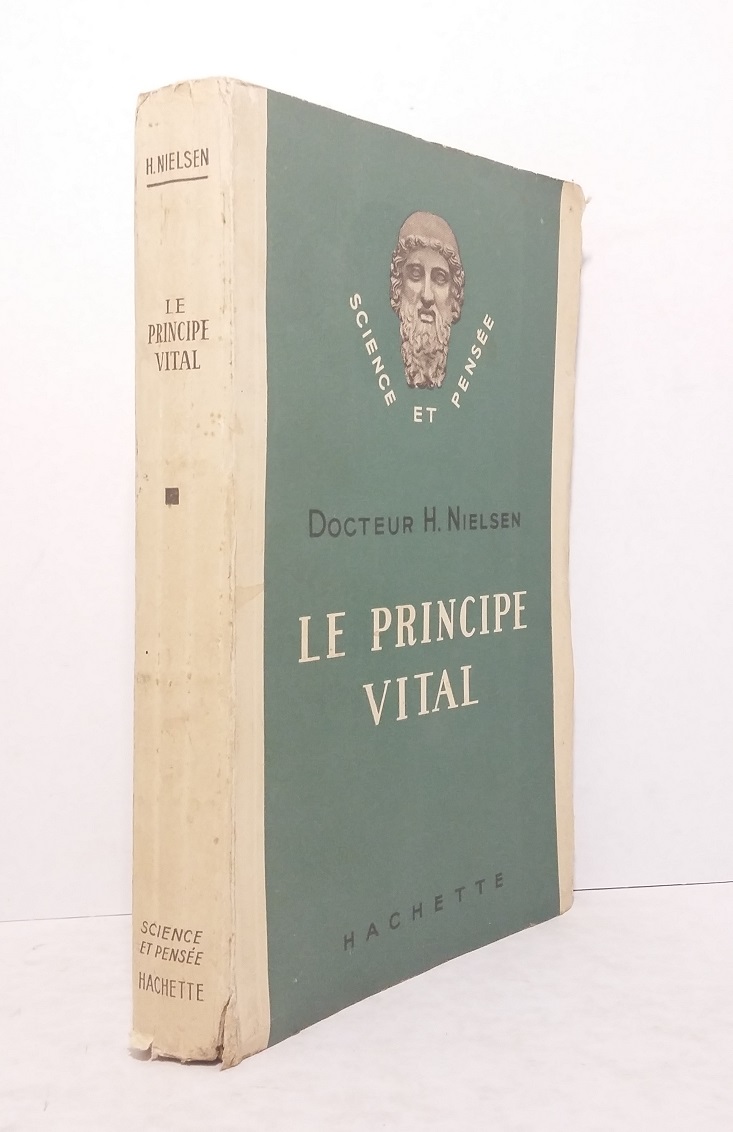 H. NIELSEN
LE
PRINCIPE
VITAL
SCIENCE
ET PENSÉE
HACHETTE
SCIENCE ET PENSÉE
DOCTEUR H. NIELSEN
LE PRINCIPE
VITAL
HACHETTE